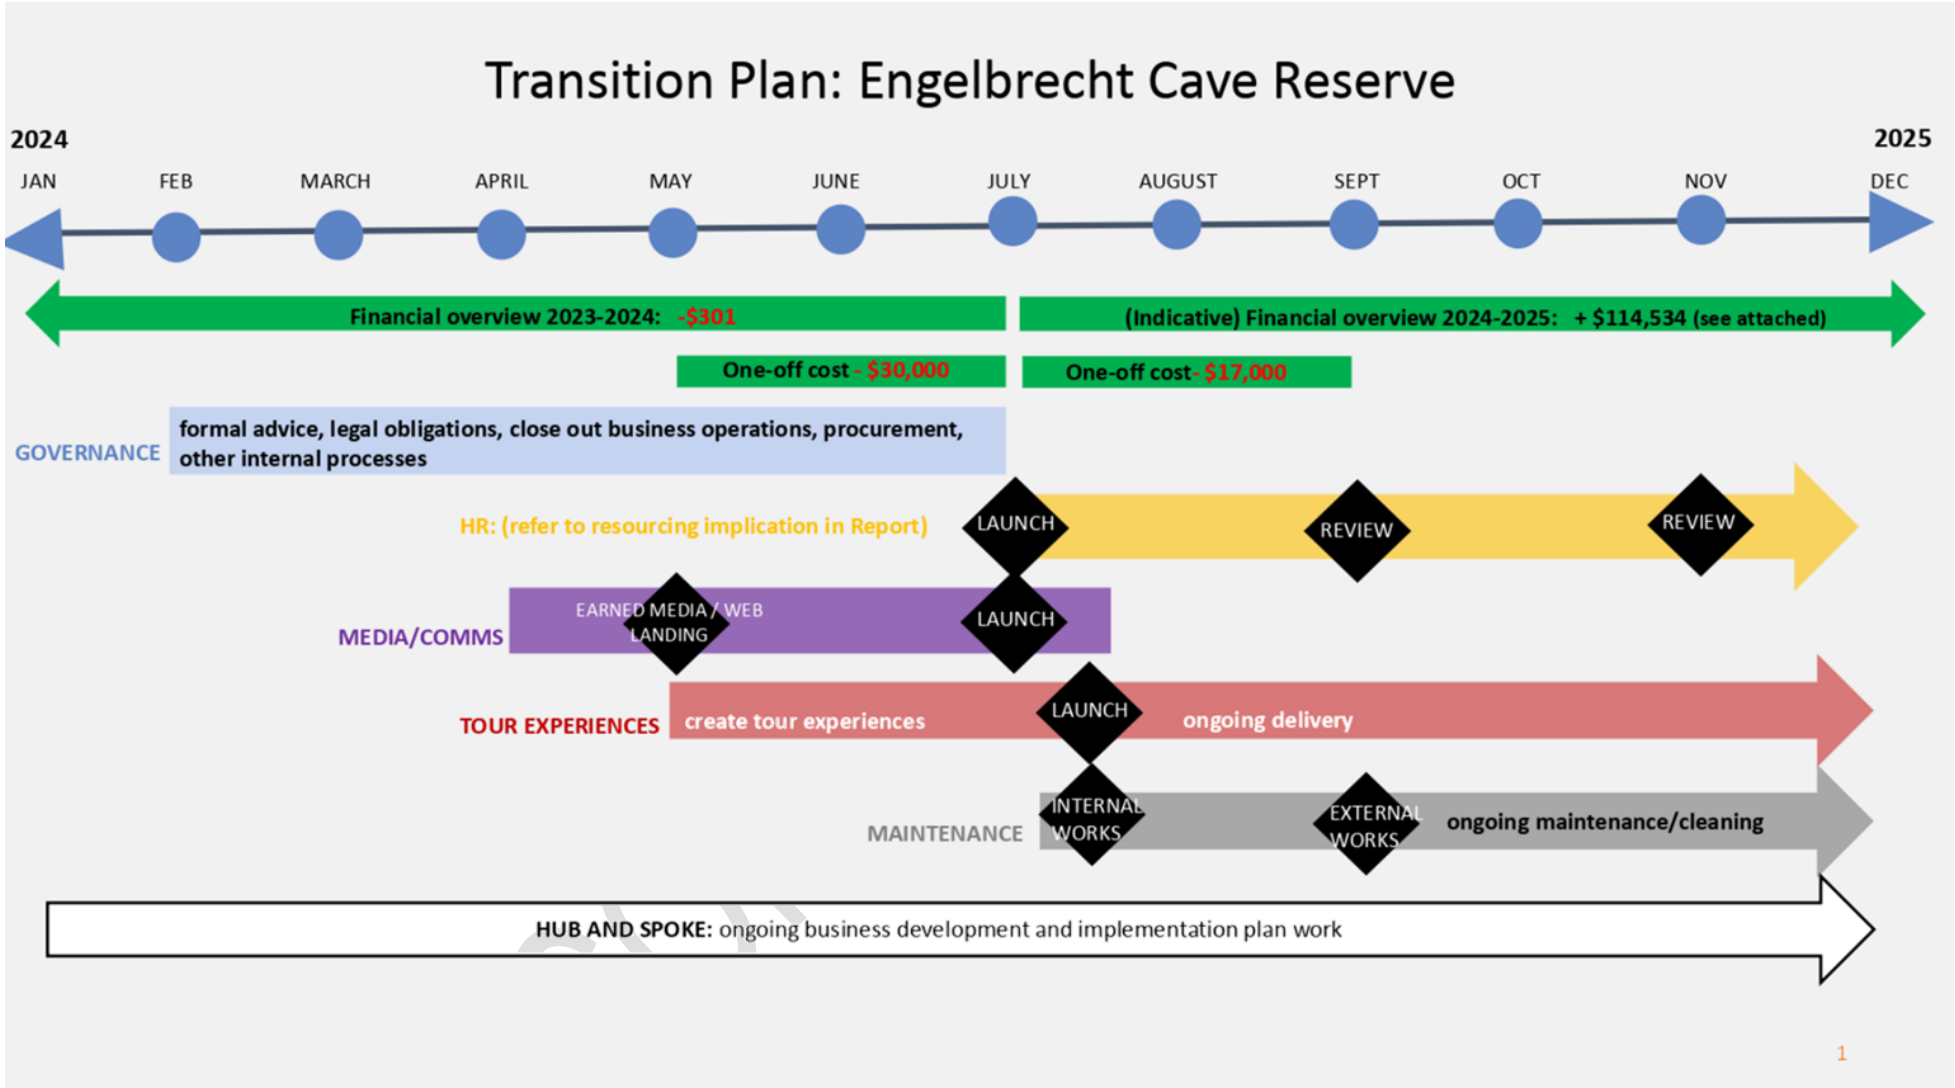 Transition Plan: Engelbrecht Cave Reserve
2024
2025
JAN FEB MARCH APRIL MAY JUNE JULY AUGUST SEPT OCT NOV DEC
Financial overview 2023-2024: -$301
(Indicative) Financial overview 2024-2025: + $114,534 (see attached)
One-off cost - $30,000
One-off cost- $17,000
GOVERNANCE
formal advice, legal obligations, close out business operations, procurement,
other internal processes
HR: (refer to resourcing implication in Report)
LAUNCH
REVIEW
REVIEW
MEDIA/COMMS
EARNED MEDIA / WEB
LANDING
LAUNCH
TOUR EXPERIENCES
create tour experiences
LAUNCH
ongoing delivery
MAINTENANCE
INTERNAL
WORKS
EXTERNAL
WORKS
ongoing maintenance/cleaning
HUB AND SPOKE: ongoing business development and implementation plan work
1